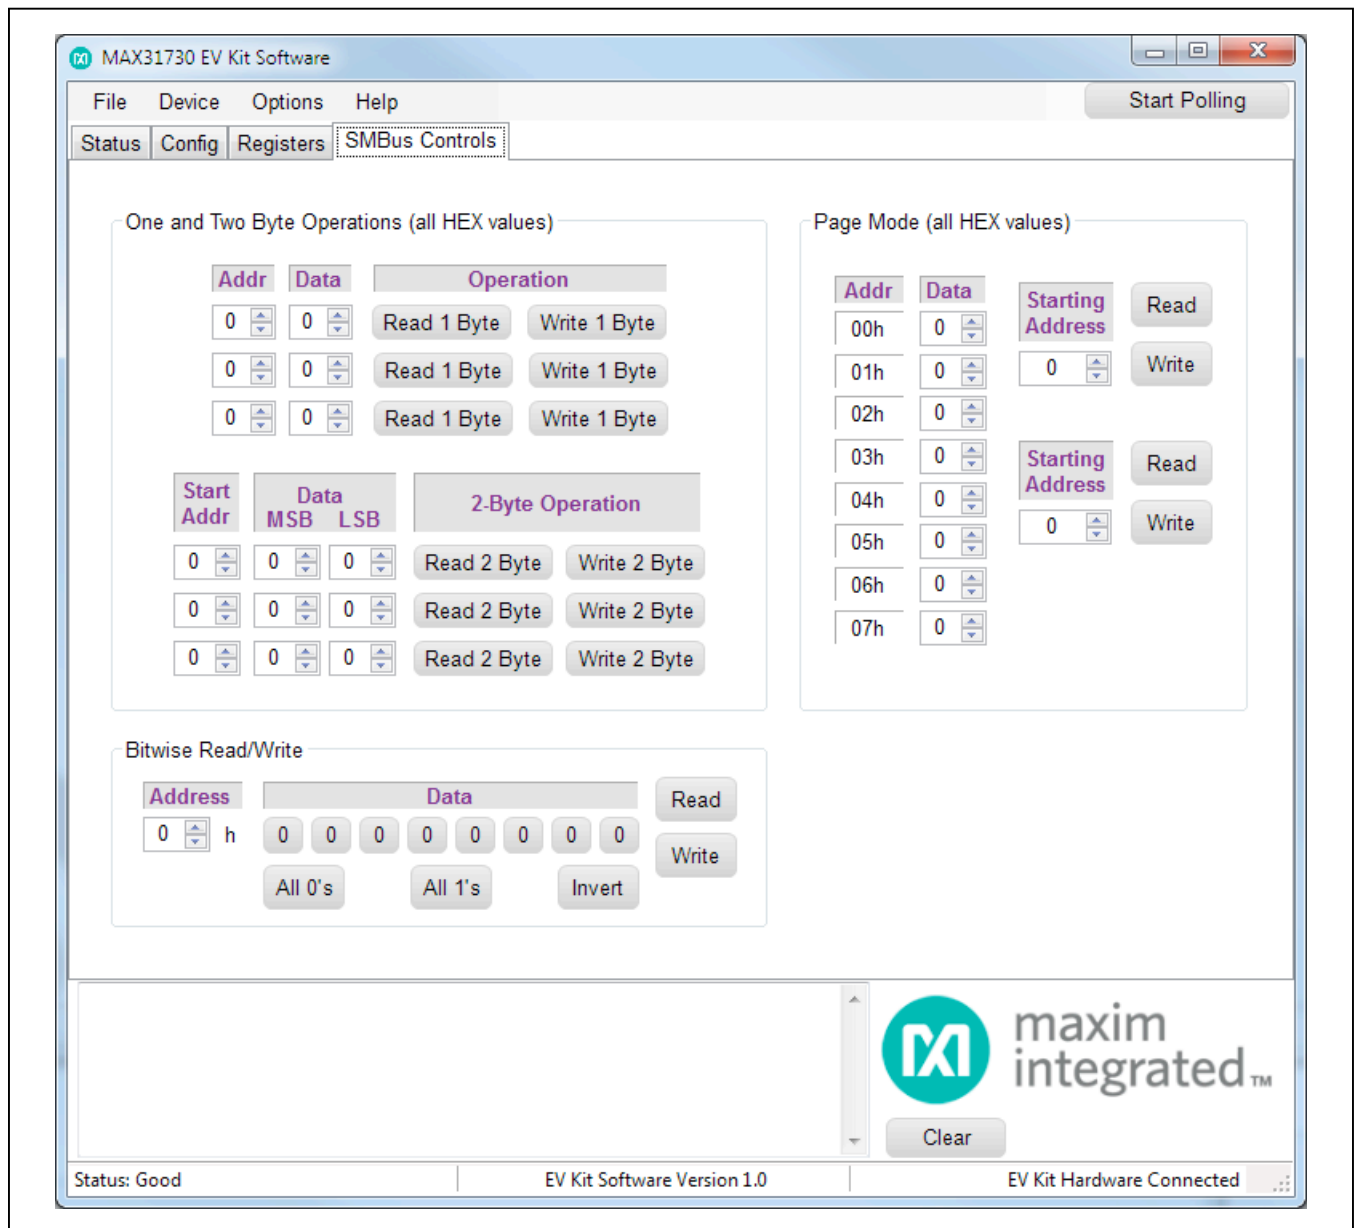 MAX31730 EV Kit Software
File Device Options Help Start Polling
Status Config Registers SMBus Controls
One and Two Byte Operations (all HEX values)
Addr Data Operation
0 0 Read 1 Byte Write 1 Byte
0 0 Read 1 Byte Write 1 Byte
0 0 Read 1 Byte Write 1 Byte
Start Addr Data MSB LSB 2-Byte Operation
0 0 0 Read 2 Byte Write 2 Byte
0 0 0 Read 2 Byte Write 2 Byte
0 0 0 Read 2 Byte Write 2 Byte
Page Mode (all HEX values)
Addr Data
00h 0
01h 0
02h 0
03h 0
04h 0
05h 0
06h 0
07h 0
Starting Address Read
0 Write
Starting Address Read
0 Write
Bitwise Read/Write
Address Data Read
0 h 0 0 0 0 0 0 0 0 Write
All 0's All 1's Invert
maxim
integrated™
Clear
Status: Good EV Kit Software Version 1.0 EV Kit Hardware Connected